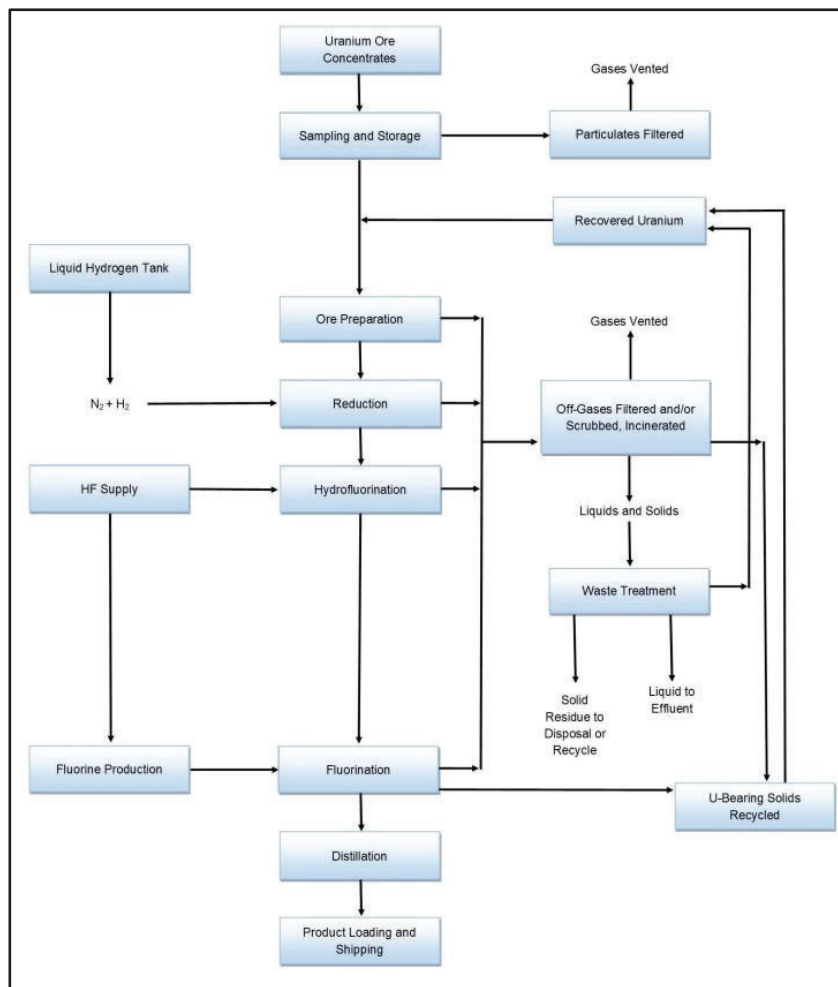 Uranium Ore
Concentrates
Gases Vented
Sampling and Storage
Particulates Filtered
Recovered Uranium
Liquid Hydrogen Tank
Ore Preparation
Gases Vented
N₂ + H₂
Reduction
Off-Gases Filtered and/or
Scrubbed, Incinerated
HF Supply
Hydrofluorination
Liquids and Solids
Waste Treatment
Solid
Residue to
Disposal or
Recycle
Liquid to
Effluent
Fluorine Production
Fluorination
U-Bearing Solids
Recycled
Distillation
Product Loading and
Shipping